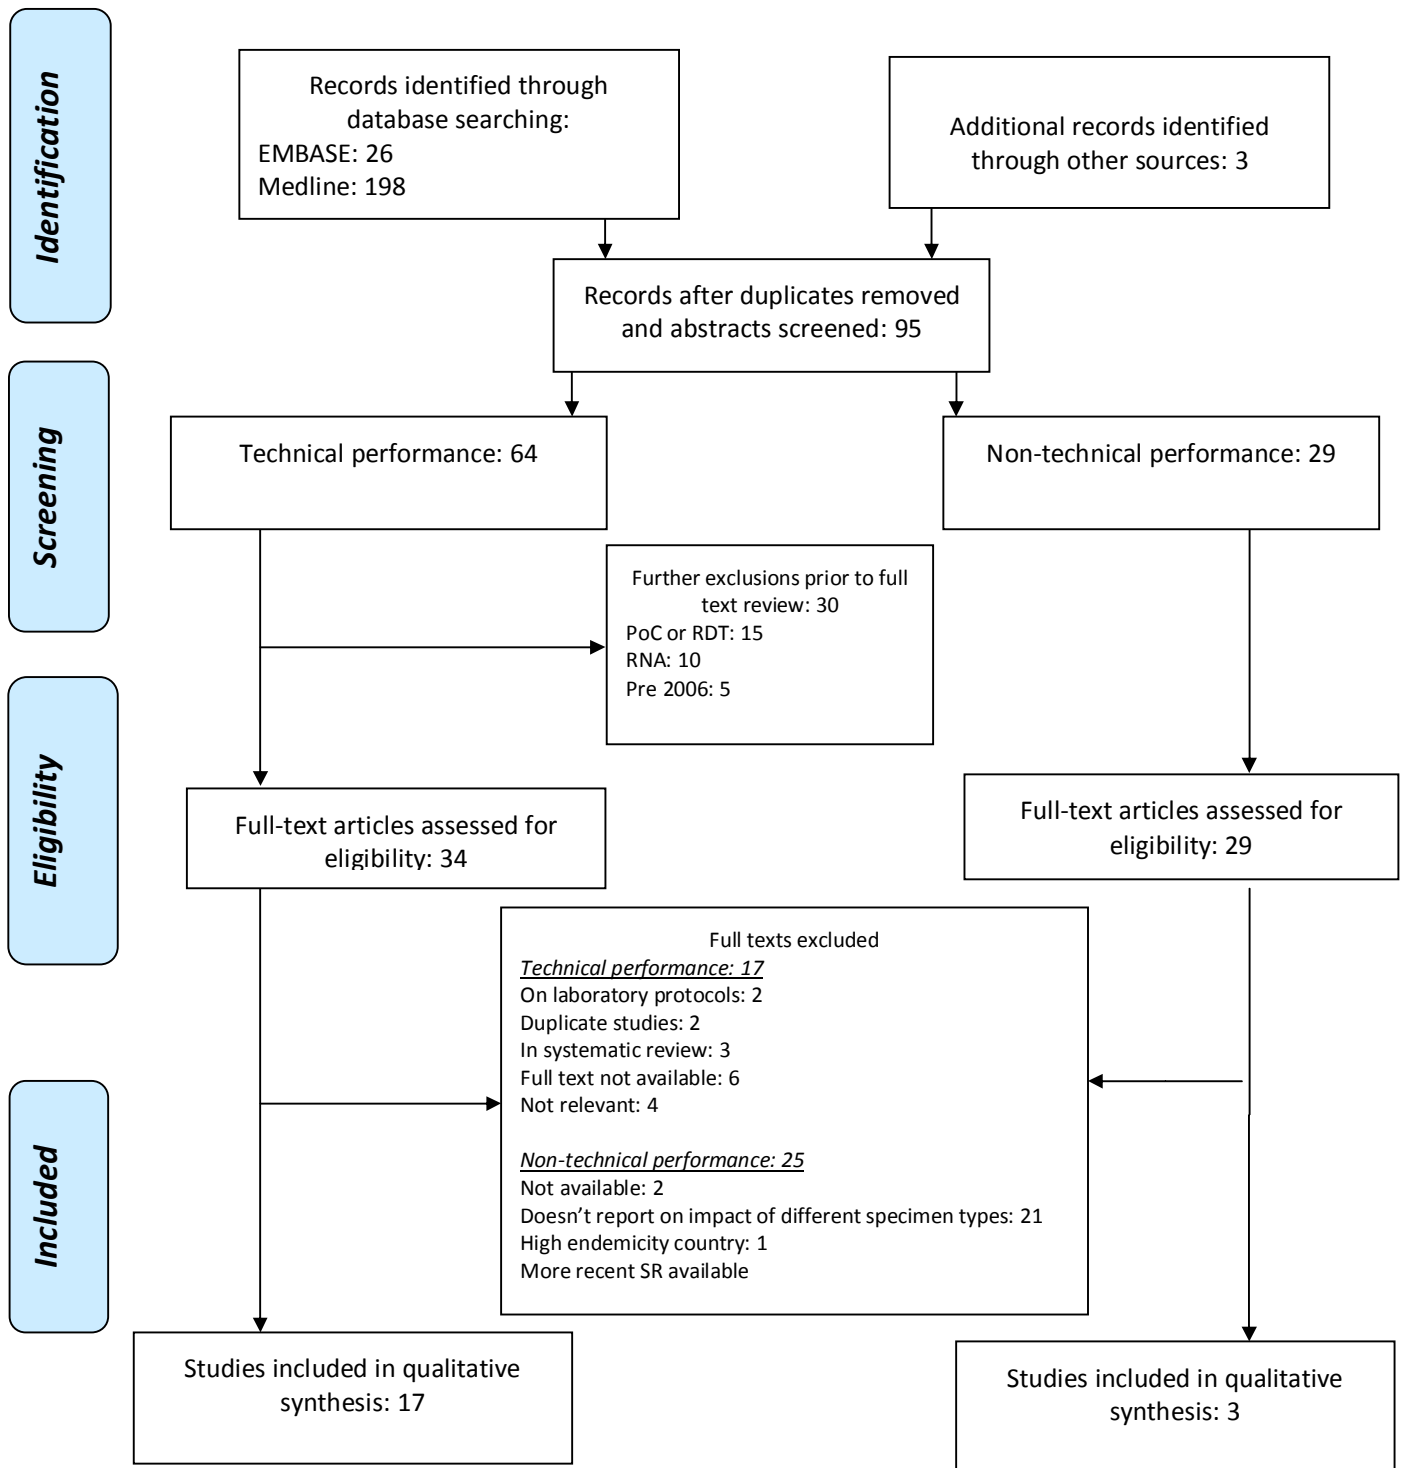 Identification
Records identified through
database searching:
EMBASE: 26
Medline: 198
Additional records identified
through other sources: 3
Records after duplicates removed
and abstracts screened: 95
Screening
Technical performance: 64
Non-technical performance: 29
Further exclusions prior to full
text review: 30
PoC or RDT: 15
RNA: 10
Pre 2006: 5
Eligibility
Full-text articles assessed for
eligibility: 34
Full-text articles assessed for
eligibility: 29
Full texts excluded
Technical performance: 17
On laboratory protocols: 2
Duplicate studies: 2
In systematic review: 3
Full text not available: 6
Not relevant: 4
Non-technical performance: 25
Not available: 2
Doesn't report on impact of different specimen types: 21
High endemicity country: 1
More recent SR available
Included
Studies included in qualitative
synthesis: 17
Studies included in qualitative
synthesis: 3